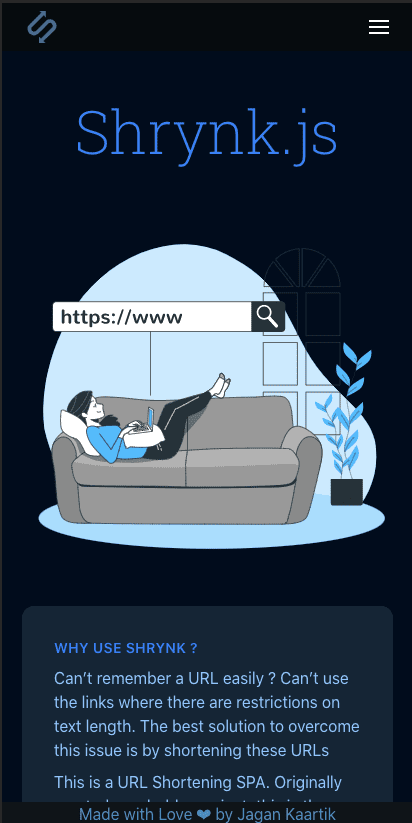 Shrynk.js
https://www
WHY USE SHRYNK ?
Can’t remember a URL easily ? Can’t use
the links where there are restrictions on
text length. The best solution to overcome
this issue is by shortening these URLs
This is a URL Shortening SPA. Originally
Made with Love ❤ by Jagan Kaartik